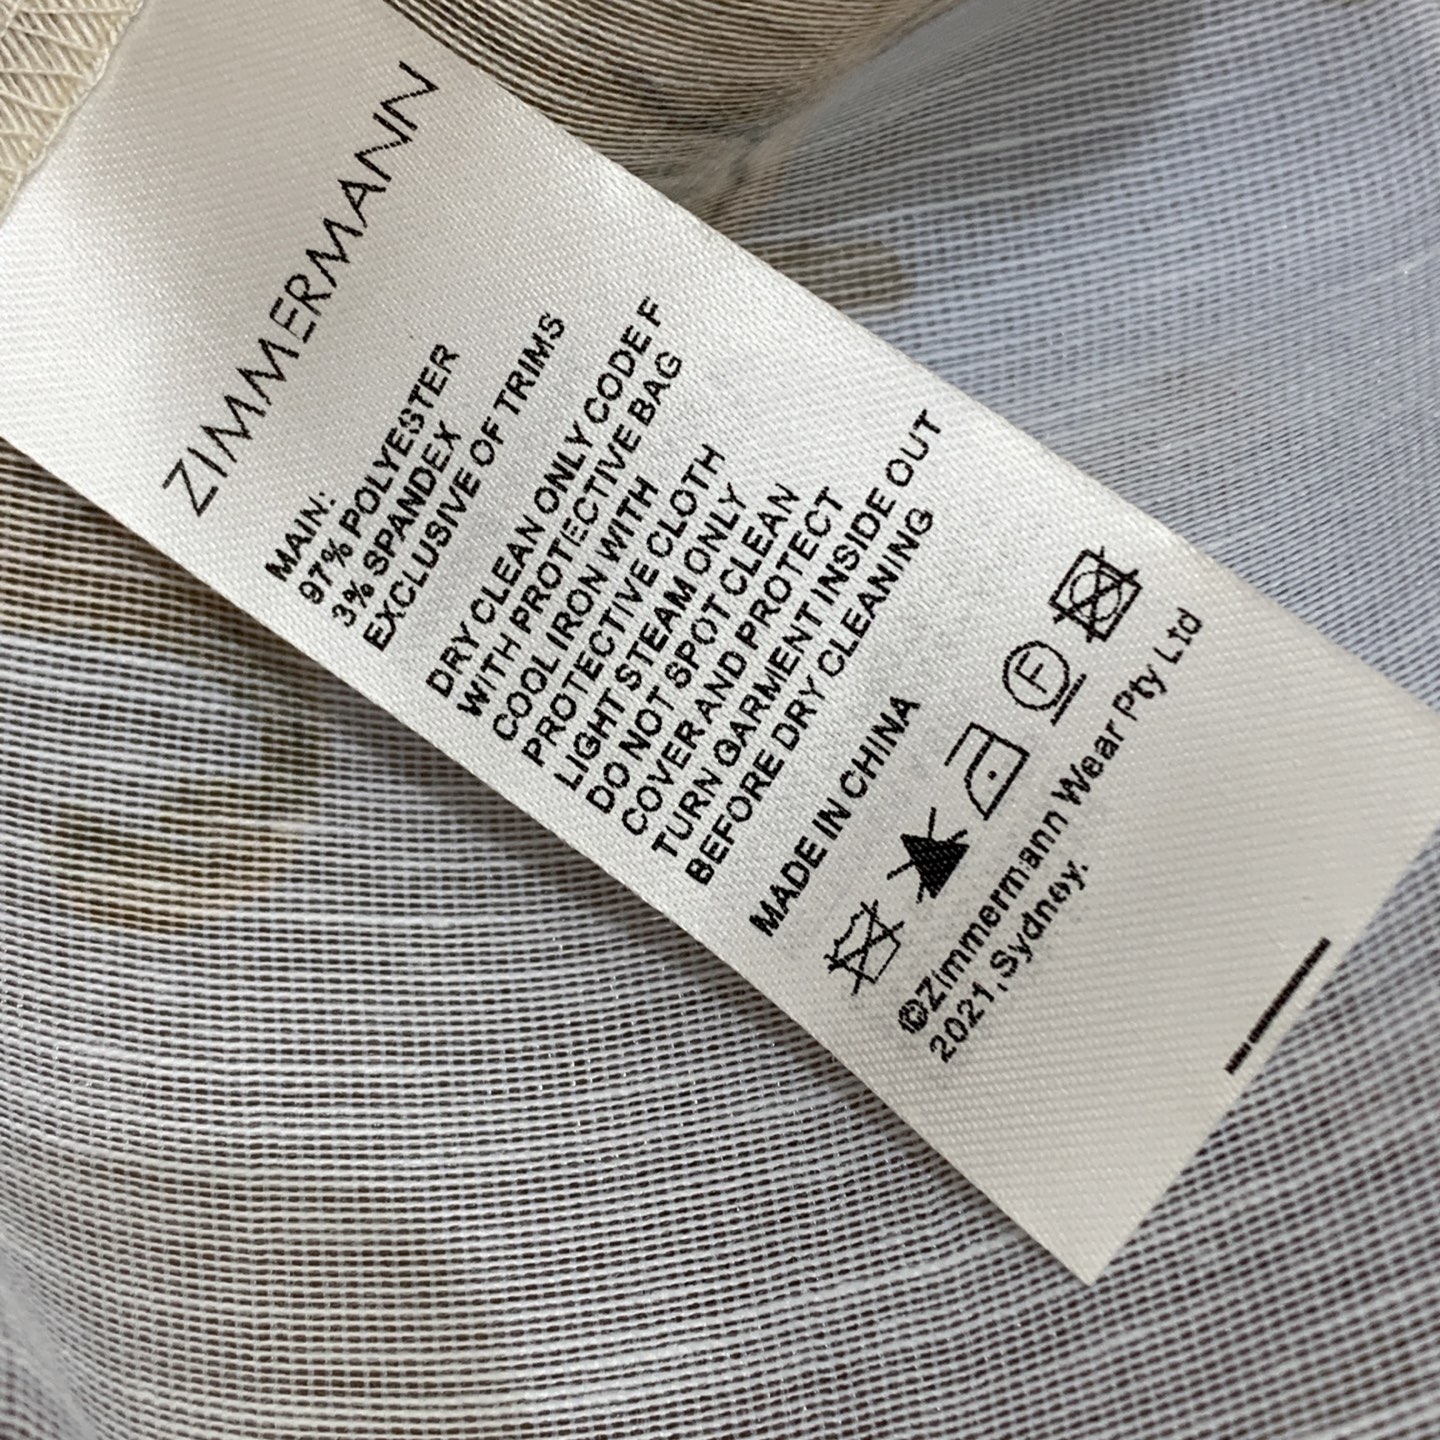 ZIMMERMANN
MAIN:
97% POLYESTER
3% SPANDEX
EXCLUSIVE OF TRIMS
DRY CLEAN ONLY CODE F
WITH PROTECTIVE BAG
COOL IRON WITH
PROTECTIVE CLOTH
LIGHT STEAM ONLY
DO NOT SPOT CLEAN
COVER AND PROTECT
TURN GARMENT INSIDE OUT
BEFORE DRY CLEANING
MADE IN CHINA
F
©Zimmermann Wear Pty Ltd
2021, Sydney.